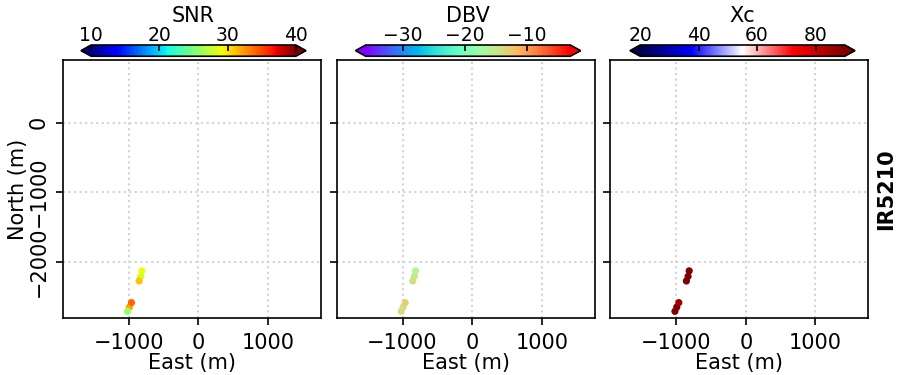 SNR DBV Xc
10 20 30 40 −30 −20 −10 20 40 60 80
North (m)
0
−1000
−2000
IR5210
−1000 0 1000 −1000 0 1000 −1000 0 1000
East (m) East (m) East (m)